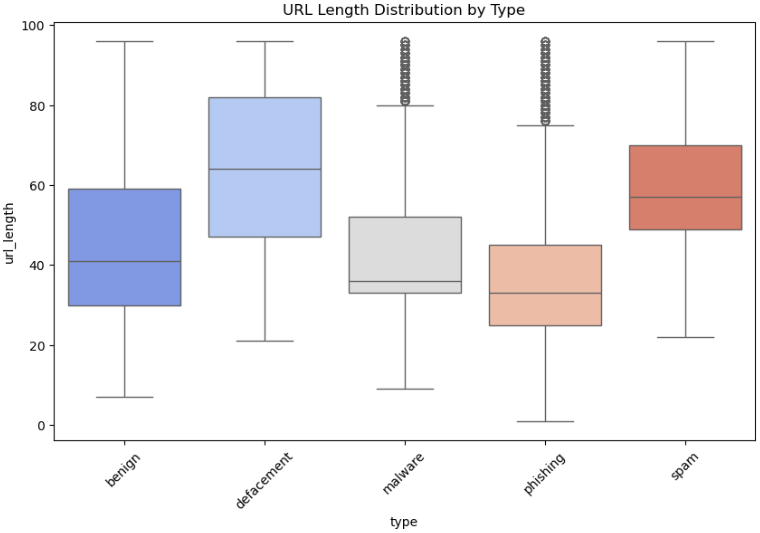 URL Length Distribution by Type
100
80
60
40
20
0
url_length
benign
defacement
malware
phishing
spam
type